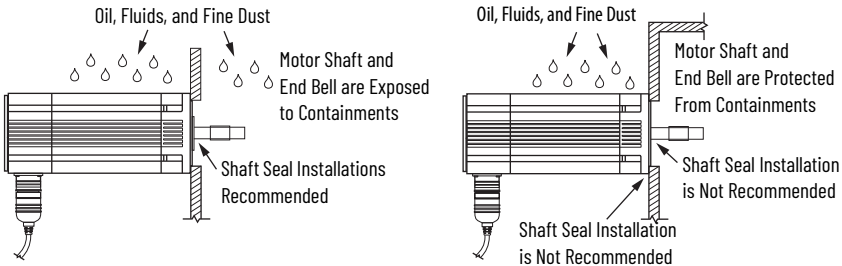 Oil, Fluids, and Fine Dust
Motor Shaft and
End Bell are Exposed
to Containments
Shaft Seal Installations
Recommended
Oil, Fluids, and Fine Dust
Motor Shaft and
End Bell are Protected
From Containments
Shaft Seal Installation
is Not Recommended
Shaft Seal Installation
is Not Recommended